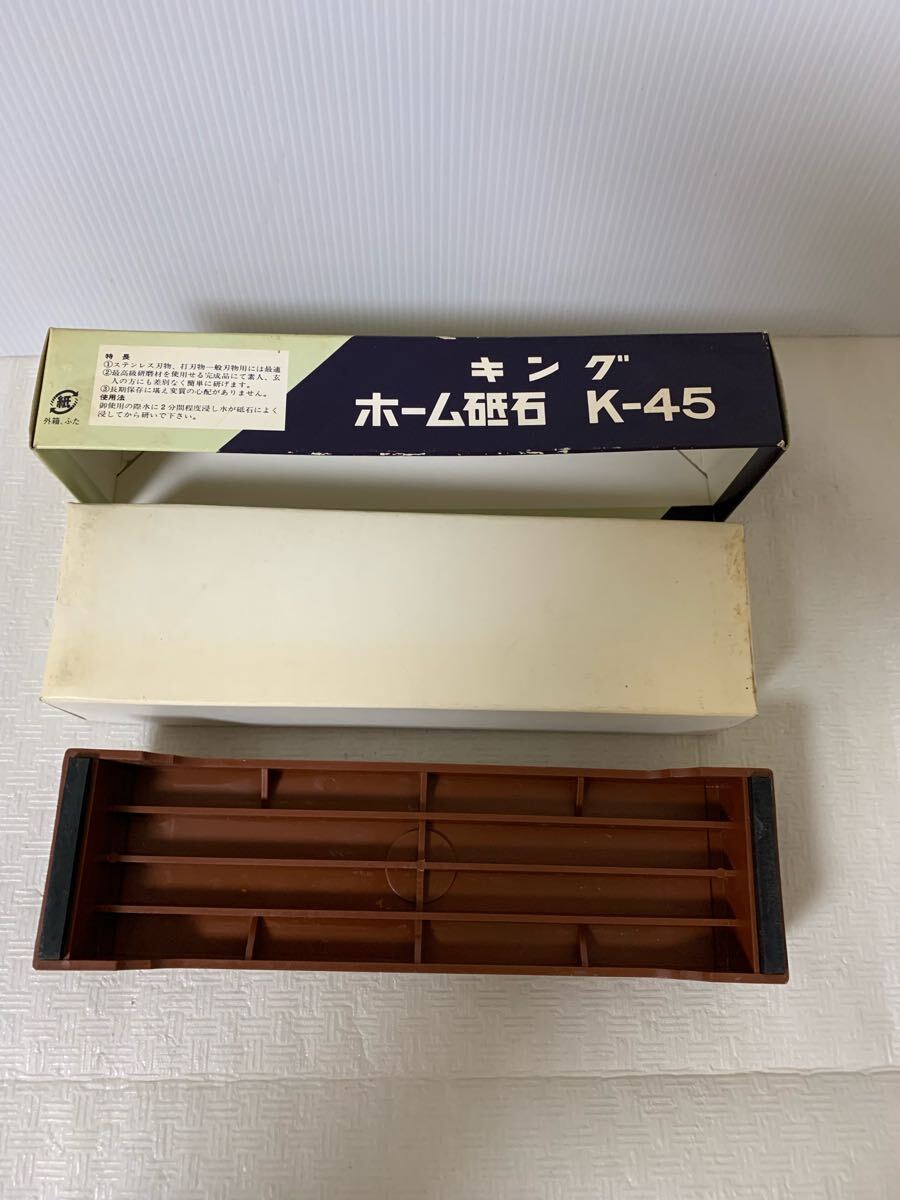 特長
①ステンレス刃物、打刃物一般刃物用には最適
②最高級研磨材を使用せる完成品にて素人、玄
人の方にも差別なく簡単に研げます。
③長期保存に堪え変質の心配がありません。
使用法
御使用の際水に2分間程度浸し水が砥石によく
浸してから研いで下さい。
紙
外箱、ふた
キング
ホーム砥石 K-45